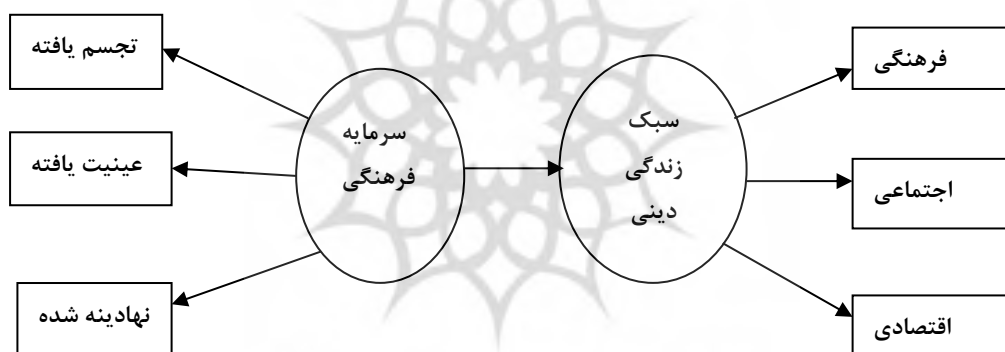 تجسم یافته
عینیت یافته
نهادینه شده
سرمایه
فرهنگی
سبک
زندگی
دینی
فرهنگی
اجتماعی
اقتصادی